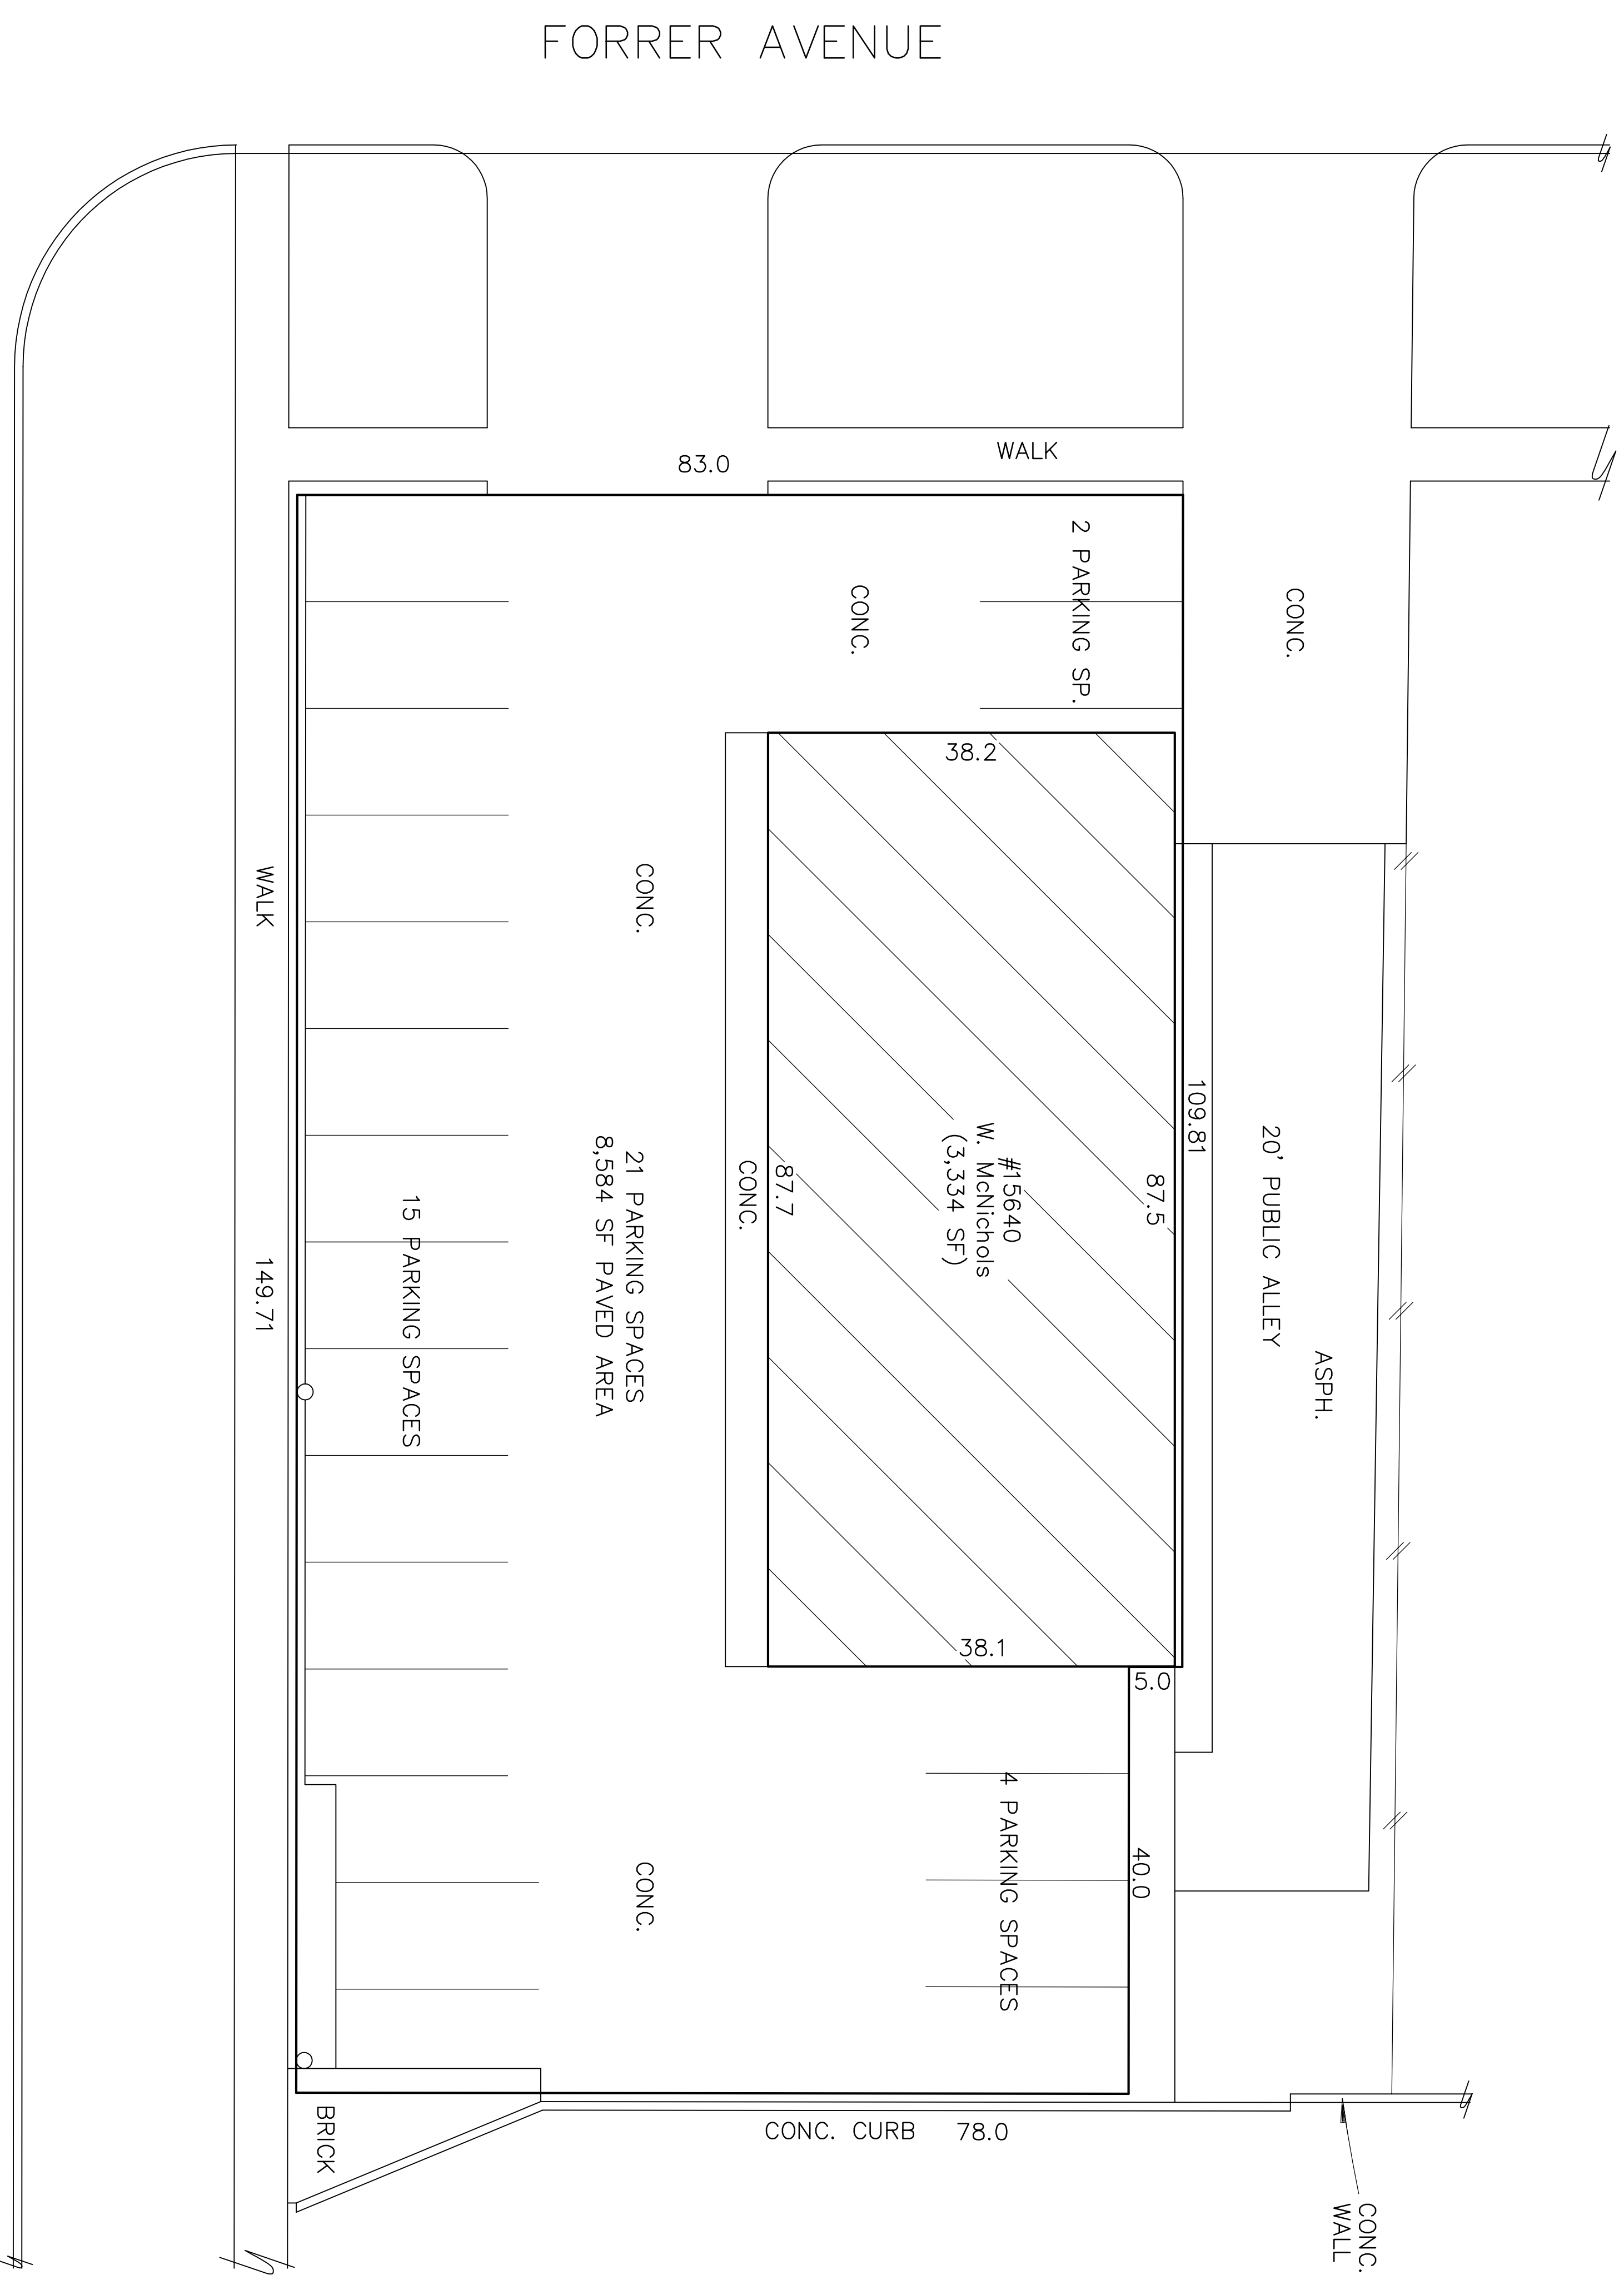 FORRER AVENUE
WALK
83.0
2 PARKING SP.
CONC.
CONC.
38.2
CONC.
WALK
109.81
20' PUBLIC ALLEY
87.5
#15640
W. McNichols
(3,334 SF)
87.7
CONC.
21 PARKING SPACES
8,584 SF PAVED AREA
15 PARKING SPACES
149.71
ASPH.
38.1
5.0
4 PARKING SPACES
40.0
CONC.
BRICK
CONC. CURB 78.0
CONC.
WALL